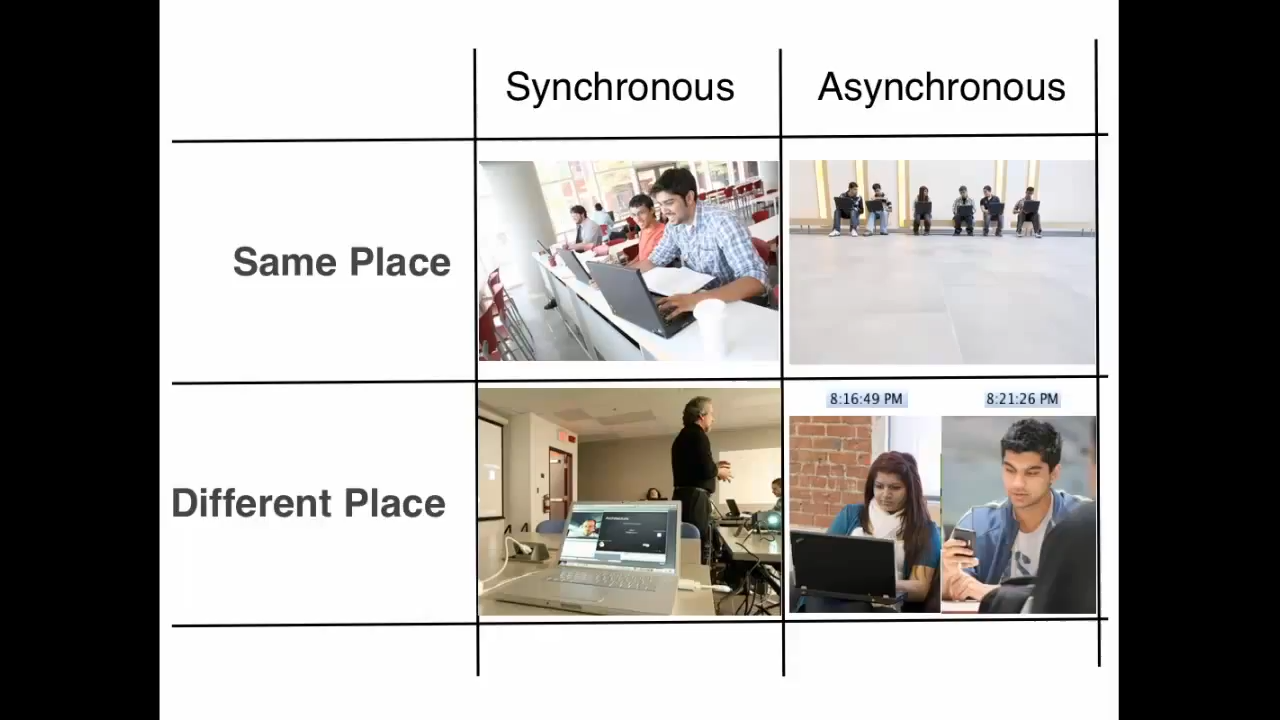 Synchronous
Asynchronous
Same Place
8:16:49 PM
8:21:26 PM
Different Place